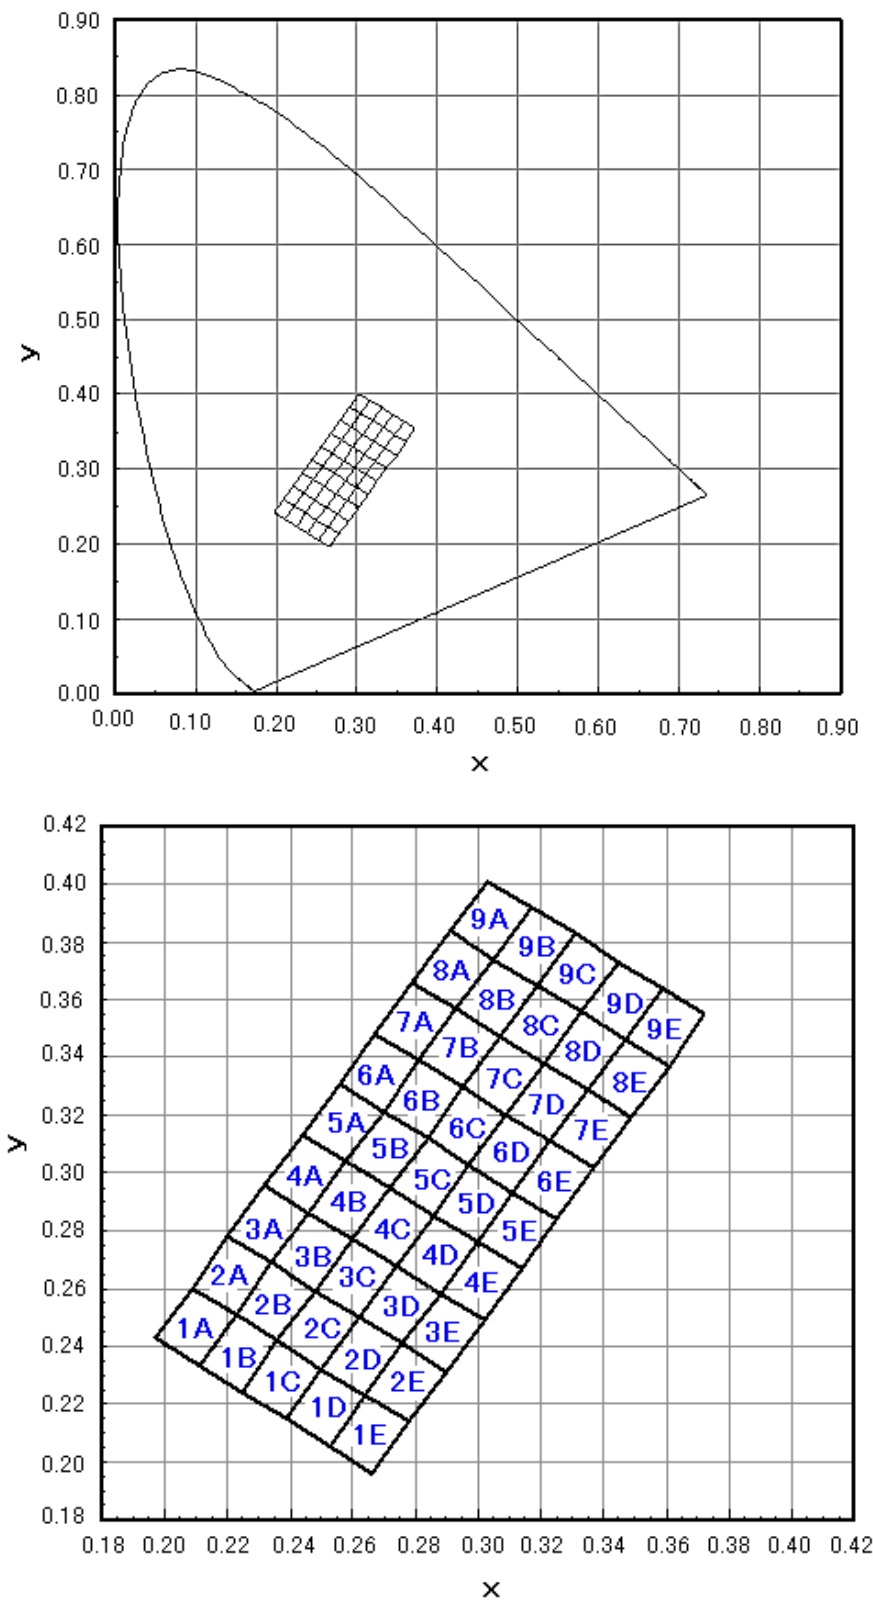 0.90
0.80
0.70
0.60
0.50
y
0.40
0.30
0.20
0.10
0.00
0.00 0.10 0.20 0.30 0.40 0.50 0.60 0.70 0.80 0.90
x
0.42
0.40
9A
9B
0.38
8A 9C
0.36
8B 9D
7A 8C 9E
0.34
7B 8D
6A 7C 8E
0.32
6B 7D
5A 6C 7E
y
5B 6D
0.30
4A 5C 6E
4B 5D
0.28
3A 4C 5E
3B 4D
2A 3C 4E
0.26
2B 3D
1A 2C 3E
0.24
1B 2D
1C 2E
0.22
1D
1E
0.20
0.18
0.18 0.20 0.22 0.24 0.26 0.28 0.30 0.32 0.34 0.36 0.38 0.40 0.42
x